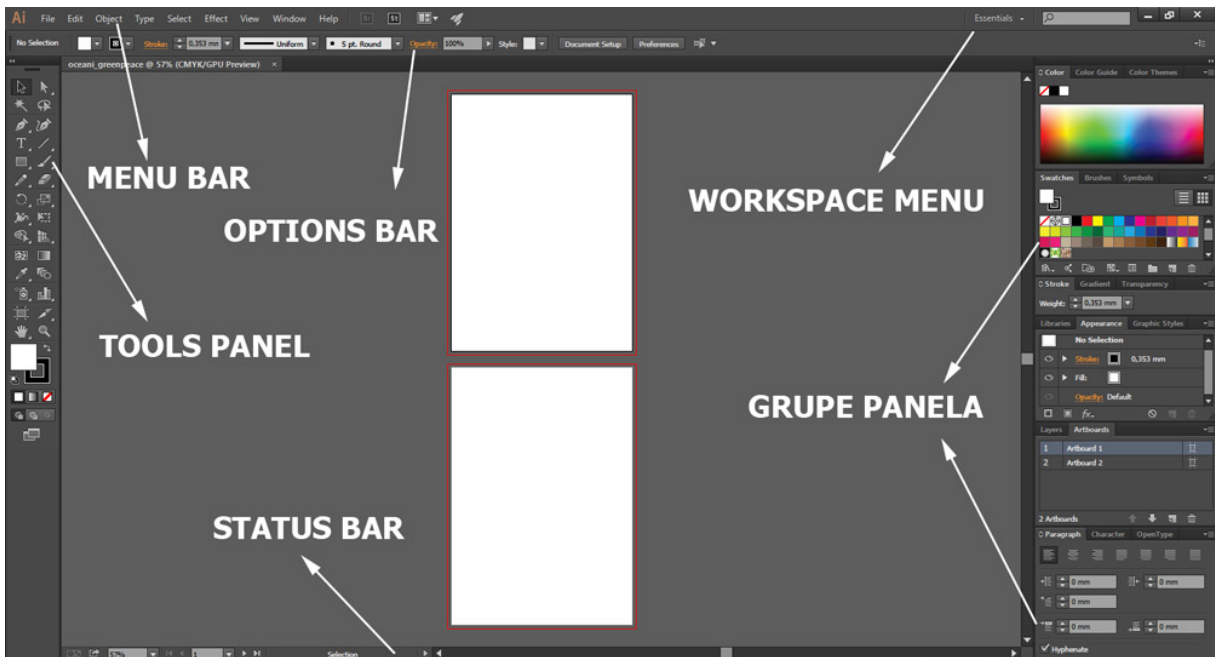 Ai File Edit Object Type Select Effect View Window Help Br St Essentials
No Selection Stroke: 0,353 mm Uniform 5 pt. Round Opacity: 100% Style: Document Setup Preferences
oceani_greenpeace @ 57% (CMYK/GPU Preview) ×
Color Color Guide Color Themes
MENU BAR
OPTIONS BAR
WORKSPACE MENU
Swatches Brushes Symbols
TOOLS PANEL
Stroke Gradient Transparency
Weight: 0,353 mm
Libraries Appearance Graphic Styles
No Selection
Stroke: 0,353 mm
Fill:
Opacity: Default
fx.
GRUPE PANELA
Layers Artboards
1 Artboard 1
2 Artboard 2
2 Artboards
STATUS BAR
Paragraph Character OpenType
0 mm 0 mm
0 mm
0 mm 0 mm
Hyphenate
57% 1 Selection